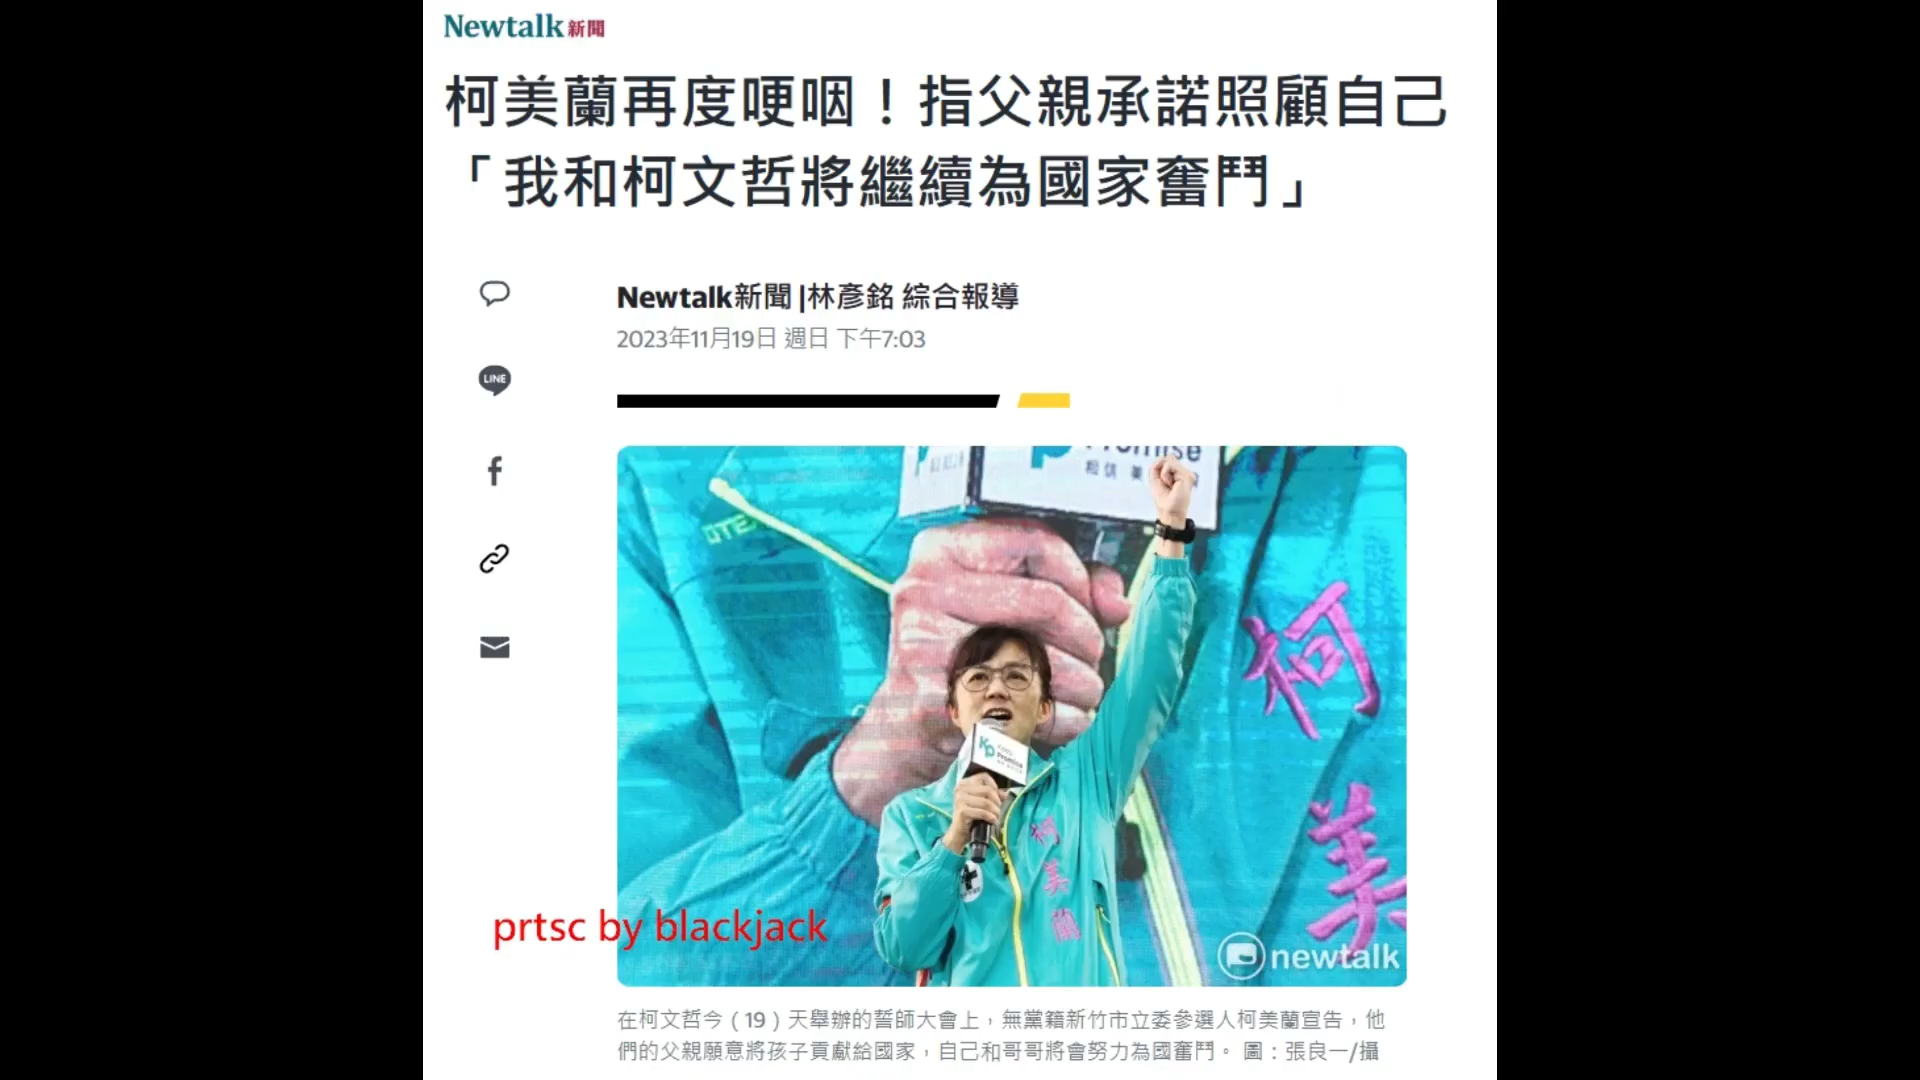 Newtalk新聞
柯美蘭再度哽咽！指父親承諾照顧自己
「我和柯文哲將繼續為國家奮鬥」
Newtalk新聞 |林彥銘 綜合報導
2023年11月19日 週日 下午7:03
LINE
Promise
相信 美
柯
美
KP
Promise
柯
美
蘭
prtsc by blackjack
newtalk
在柯文哲今（19）天舉辦的誓師大會上，無黨籍新竹市立委參選人柯美蘭宣告，他
們的父親願意將孩子貢獻給國家，自己和哥哥將會努力為國奮鬥。 圖：張良一/攝